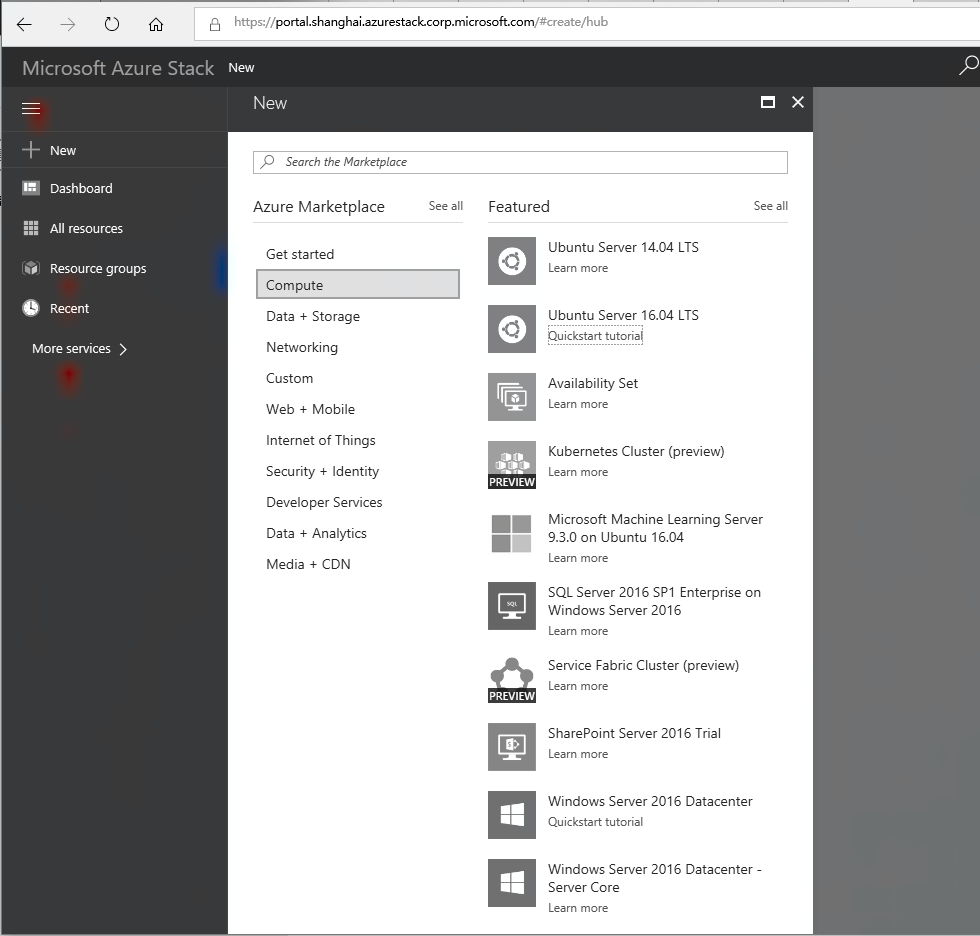 https://portal.shanghai.azurestack.corp.microsoft.com/#create/hub
Microsoft Azure Stack New
New
New
Dashboard
All resources
Resource groups
Recent
More services
Search the Marketplace
Azure Marketplace See all
Get started
Compute
Data + Storage
Networking
Custom
Web + Mobile
Internet of Things
Security + Identity
Developer Services
Data + Analytics
Media + CDN
Featured See all
Ubuntu Server 14.04 LTS
Learn more
Ubuntu Server 16.04 LTS
Quickstart tutorial
Availability Set
Learn more
Kubernetes Cluster (preview)
Learn more
PREVIEW
Microsoft Machine Learning Server
9.3.0 on Ubuntu 16.04
Learn more
SQL
SQL Server 2016 SP1 Enterprise on
Windows Server 2016
Learn more
Service Fabric Cluster (preview)
Learn more
PREVIEW
SharePoint Server 2016 Trial
Learn more
Windows Server 2016 Datacenter
Quickstart tutorial
Windows Server 2016 Datacenter -
Server Core
Learn more